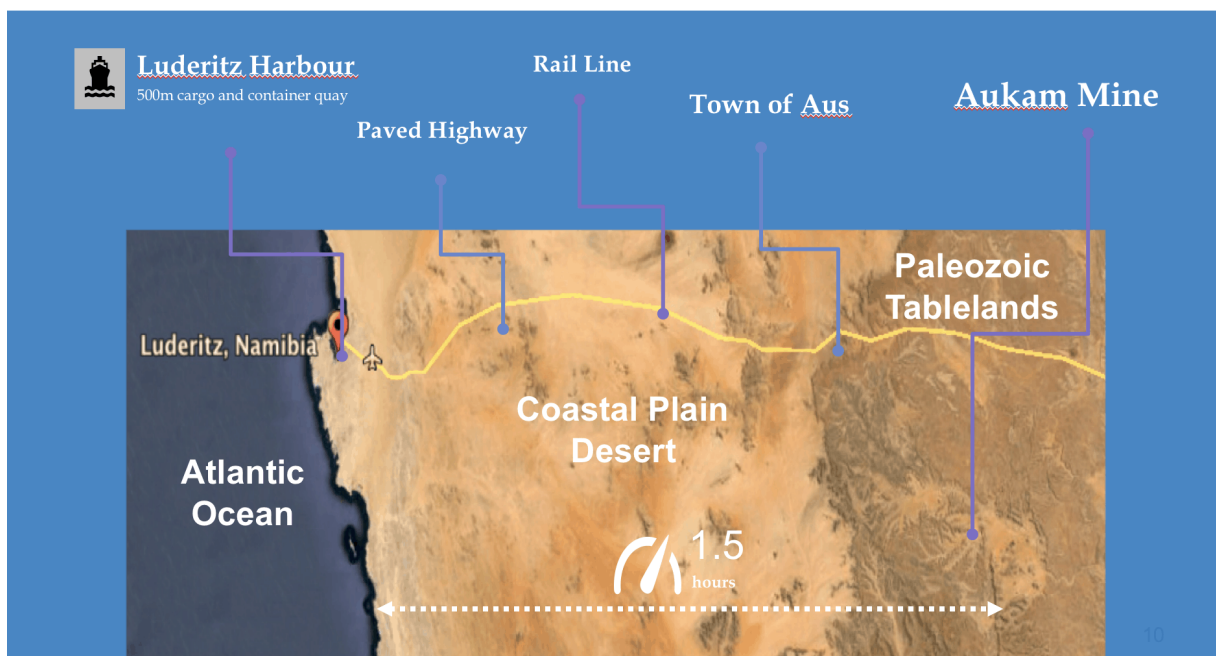 Luderitz Harbour
500m cargo and container quay
Rail Line
Paved Highway
Town of Aus
Aukam Mine
Paleozoic
Tablelands
Luderitz, Namibia
Coastal Plain
Desert
Atlantic
Ocean
1.5
hours
10